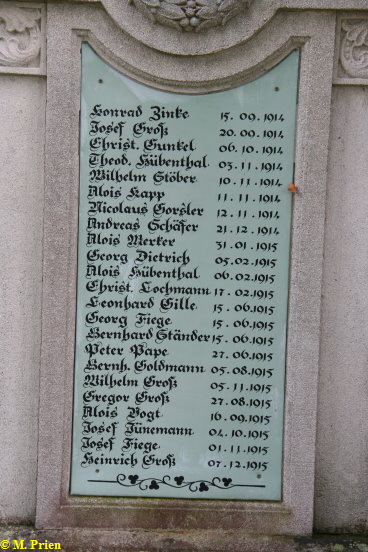 Konrad Zinke 15.09.1914
Josef Groß 20.09.1914
Christ. Gunkel 06.10.1914
Theod. Hübenthal 03.11.1914
Wilhelm Stöber 10.11.1914
Alois Kapp 11.11.1914
Nicolaus Gorsler 12.11.1914
Andreas Schäfer 21.12.1914
Alois Merker 31.01.1915
Georg Dietrich 05.02.1915
Alois Hübenthal 06.02.1915
Christ. Lochmann 17.02.1915
Leonhard Gille 15.06.1915
Georg Fiege 15.06.1915
Bernhard Ständer 15.06.1915
Peter Pape 27.06.1915
Bernh. Goldmann 05.08.1915
Wilhelm Groß 05.11.1915
Gregor Groß 27.08.1915
Alois Vogt 16.09.1915
Josef Jünemann 04.10.1915
Josef Fiege 01.11.1915
Heinrich Groß 07.12.1915
© M. Prien